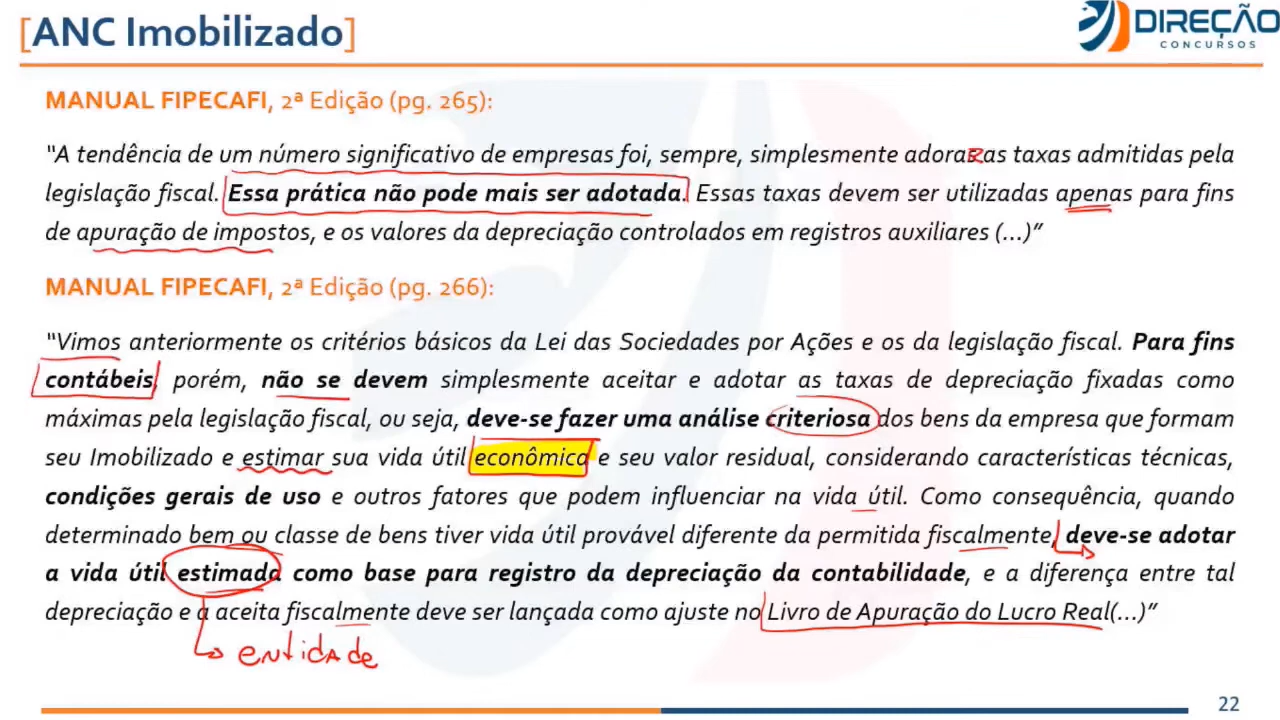 [ANC Imobilizado]
DIREÇÃO
CONCURSOS
MANUAL FIPECAFI, 2ª Edição (pg. 265):
“A tendência de um número significativo de empresas foi, sempre, simplesmente adorar as taxas admitidas pela
legislação fiscal. Essa prática não pode mais ser adotada. Essas taxas devem ser utilizadas apenas para fins
de apuração de impostos, e os valores da depreciação controlados em registros auxiliares (...)”
MANUAL FIPECAFI, 2ª Edição (pg. 266):
“Vimos anteriormente os critérios básicos da Lei das Sociedades por Ações e os da legislação fiscal. Para fins
contábeis, porém, não se devem simplesmente aceitar e adotar as taxas de depreciação fixadas como
máximas pela legislação fiscal, ou seja, deve-se fazer uma análise criteriosa dos bens da empresa que formam
seu Imobilizado e estimar sua vida útil econômica e seu valor residual, considerando características técnicas,
condições gerais de uso e outros fatores que podem influenciar na vida útil. Como consequência, quando
determinado bem ou classe de bens tiver vida útil provável diferente da permitida fiscalmente, deve-se adotar
a vida útil estimada como base para registro da depreciação da contabilidade, e a diferença entre tal
depreciação e a aceita fiscalmente deve ser lançada como ajuste no Livro de Apuração do Lucro Real(...)”
entidade
22